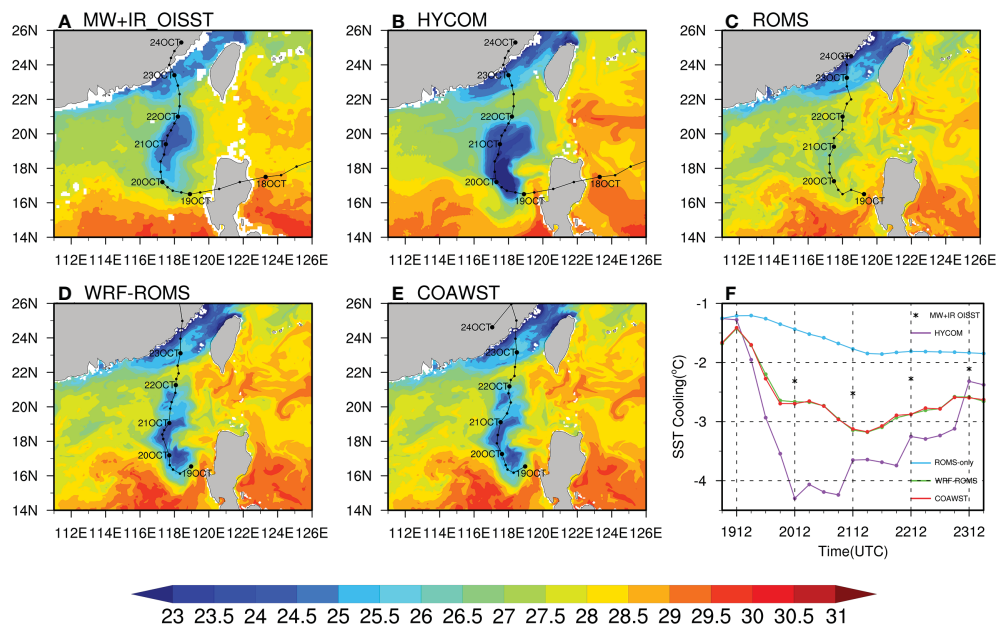 A MW+IR_OISST
26N
24N
22N
20N
18N
16N
14N
24OCT
23OCT
22OCT
21OCT
20OCT
19OCT
18OCT
112E 114E 116E 118E 120E 122E 124E 126E
B HYCOM
26N
24N
22N
20N
18N
16N
14N
24OCT
23OCT
22OCT
21OCT
20OCT
19OCT
18OCT
112E 114E 116E 118E 120E 122E 124E 126E
C ROMS
26N
24N
22N
20N
18N
16N
14N
24OCT
23OCT
22OCT
21OCT
20OCT
19OCT
112E 114E 116E 118E 120E 122E 124E 126E
D WRF-ROMS
26N
24N
22N
20N
18N
16N
14N
23OCT
22OCT
21OCT
20OCT
19OCT
112E 114E 116E 118E 120E 122E 124E 126E
E COAWST
26N
24N
22N
20N
18N
16N
14N
24OCT
23OCT
22OCT
21OCT
20OCT
19OCT
112E 114E 116E 118E 120E 122E 124E 126E
F
SST Cooling(°C)
-1
-2
-3
-4
MW+IR OISST
HYCOM
ROMS-only
WRF-ROMS
COAWST
1912 2012 2112 2212 2312
Time(UTC)
23 23.5 24 24.5 25 25.5 26 26.5 27 27.5 28 28.5 29 29.5 30 30.5 31